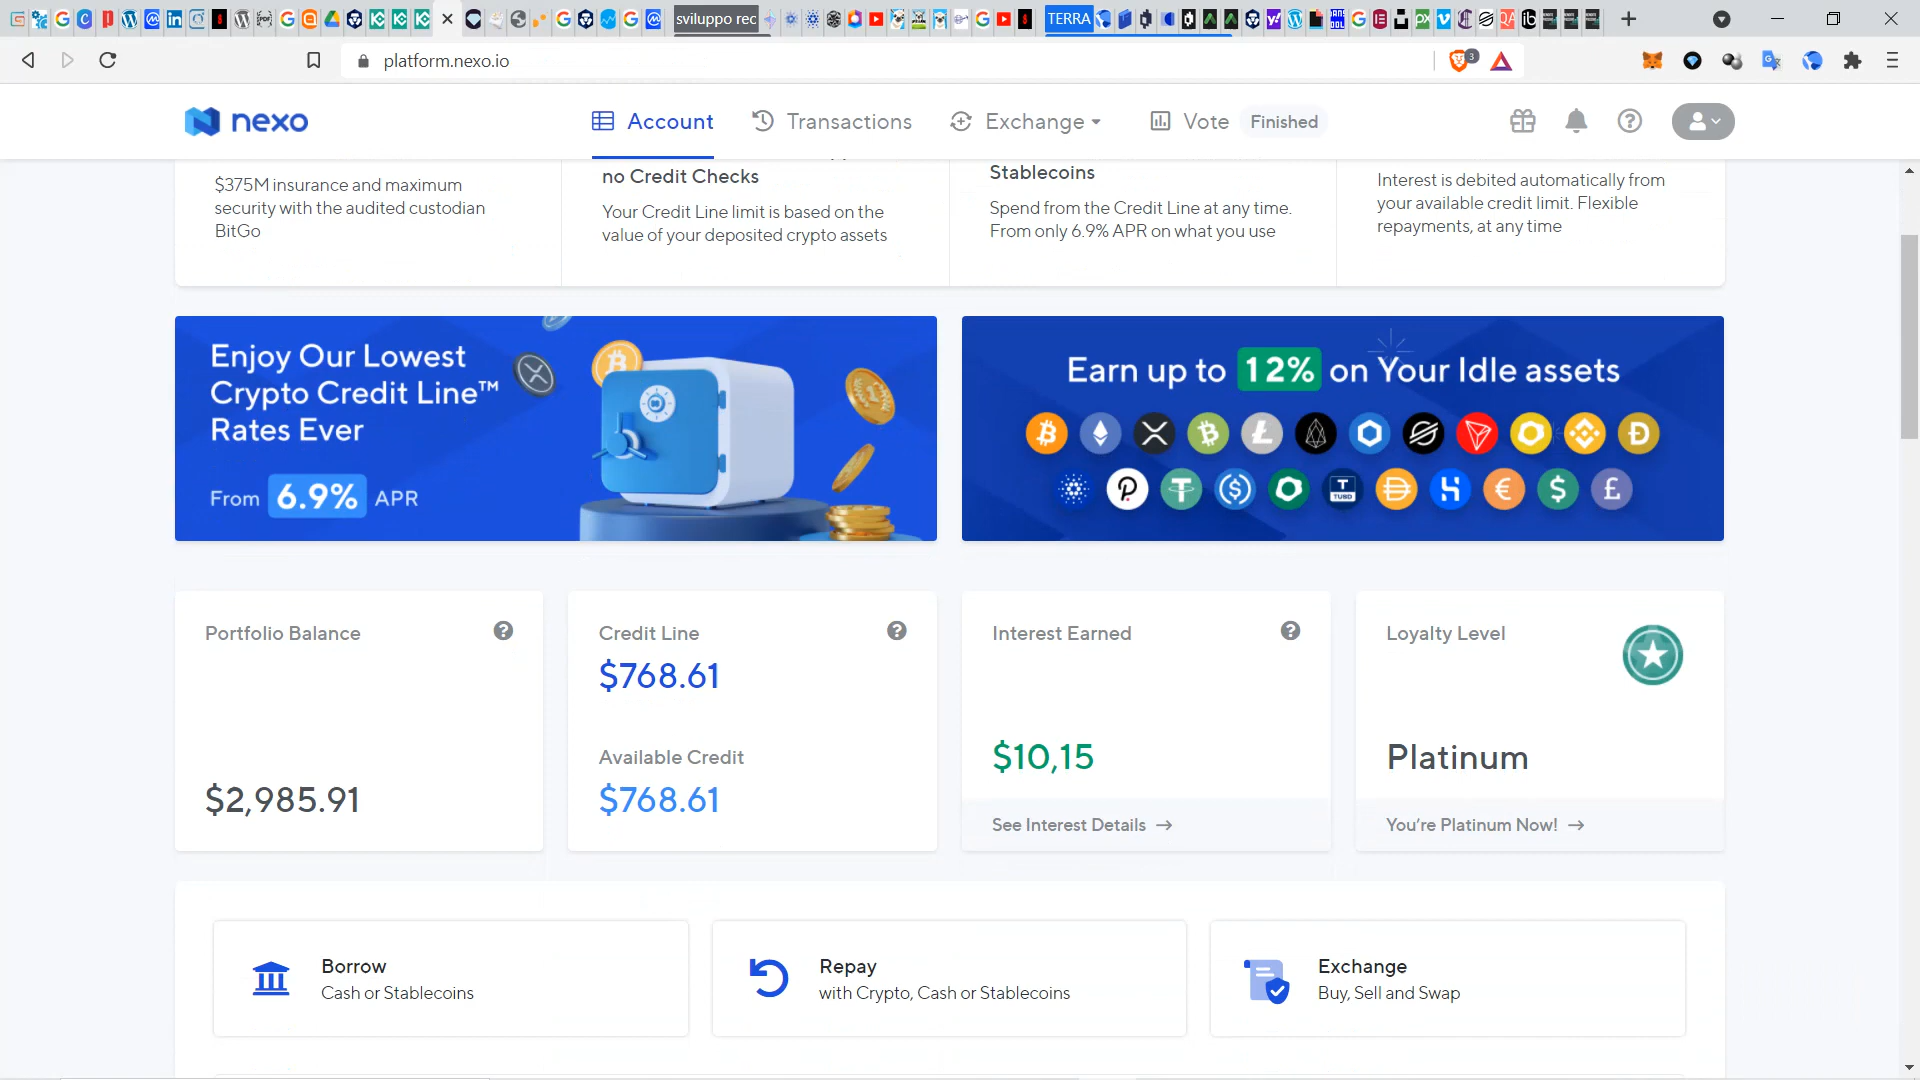 sviluppo rec
TERRA
platform.nexo.io
3
nexo
Account
Transactions
Exchange
Vote
Finished
$375M insurance and maximum
security with the audited custodian
BitGo
no Credit Checks
Your Credit Line limit is based on the
value of your deposited crypto assets
Stablecoins
Spend from the Credit Line at any time.
From only 6.9% APR on what you use
Interest is debited automatically from
your available credit limit. Flexible
repayments, at any time
Enjoy Our Lowest
Crypto Credit Line™
Rates Ever
From 6.9% APR
Earn up to 12% on Your Idle assets
Portfolio Balance
$2,985.91
Credit Line
$768.61
Available Credit
$768.61
Interest Earned
$10,15
See Interest Details →
Loyalty Level
Platinum
You're Platinum Now! →
Borrow
Cash or Stablecoins
Repay
with Crypto, Cash or Stablecoins
Exchange
Buy, Sell and Swap